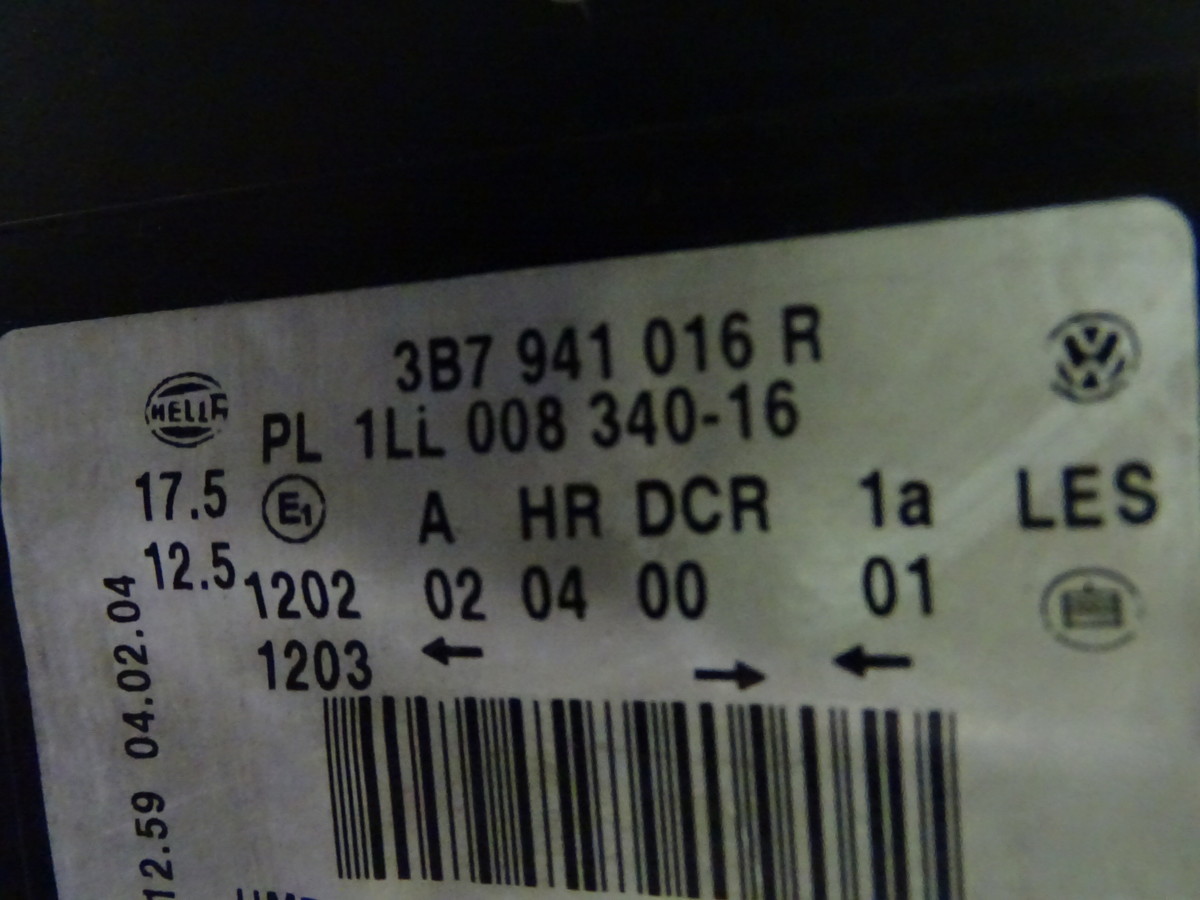 3B7 941 016 R
HELLA
PL 1LL 008 340-16
17.5 E1 A HR DCR 1a LES
12.5 1202 02 04 00 01
1203 ← → ←
12.59 04.02.04